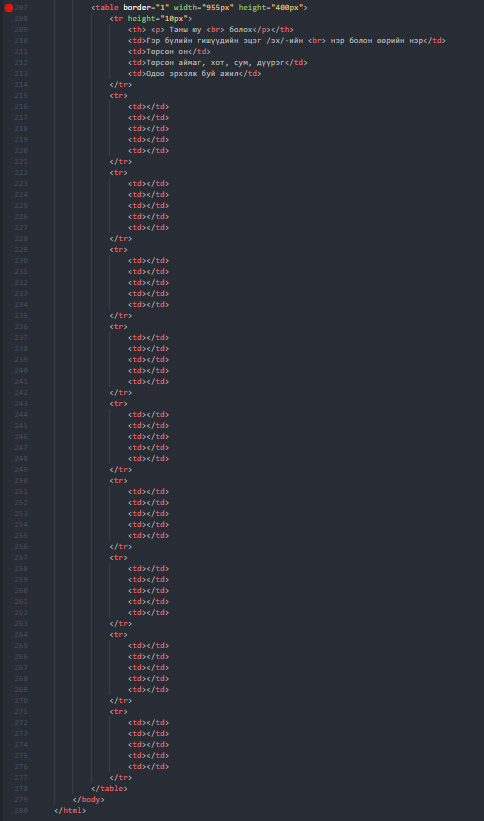 207 <table border="1" width="955px" height="400px">
208 <tr height="10px">
209 <th> <p> Таны шу <br> болох</p></th>
210 <td>Гэр бүлийн гишүүдийн эцэг /эх/-ийн <br> нэр болон өөрийн нэр</td>
211 <td>Төрсөн он</td>
212 <td>Төрсөн аймаг, хот, сум, дүүрэг</td>
213 <td>Одоо эрхэлж буй ажил</td>
214 </tr>
215 <tr>
216 <td></td>
217 <td></td>
218 <td></td>
219 <td></td>
220 <td></td>
221 </tr>
222 <tr>
223 <td></td>
224 <td></td>
225 <td></td>
226 <td></td>
227 <td></td>
228 </tr>
229 <tr>
230 <td></td>
231 <td></td>
232 <td></td>
233 <td></td>
234 <td></td>
235 </tr>
236 <tr>
237 <td></td>
238 <td></td>
239 <td></td>
240 <td></td>
241 <td></td>
242 </tr>
243 <tr>
244 <td></td>
245 <td></td>
246 <td></td>
247 <td></td>
248 <td></td>
249 </tr>
250 <tr>
251 <td></td>
252 <td></td>
253 <td></td>
254 <td></td>
255 <td></td>
256 </tr>
257 <tr>
258 <td></td>
259 <td></td>
260 <td></td>
261 <td></td>
262 <td></td>
263 </tr>
264 <tr>
265 <td></td>
266 <td></td>
267 <td></td>
268 <td></td>
269 <td></td>
270 </tr>
271 <tr>
272 <td></td>
273 <td></td>
274 <td></td>
275 <td></td>
276 <td></td>
277 </tr>
278 </table>
279 </body>
280 </html>